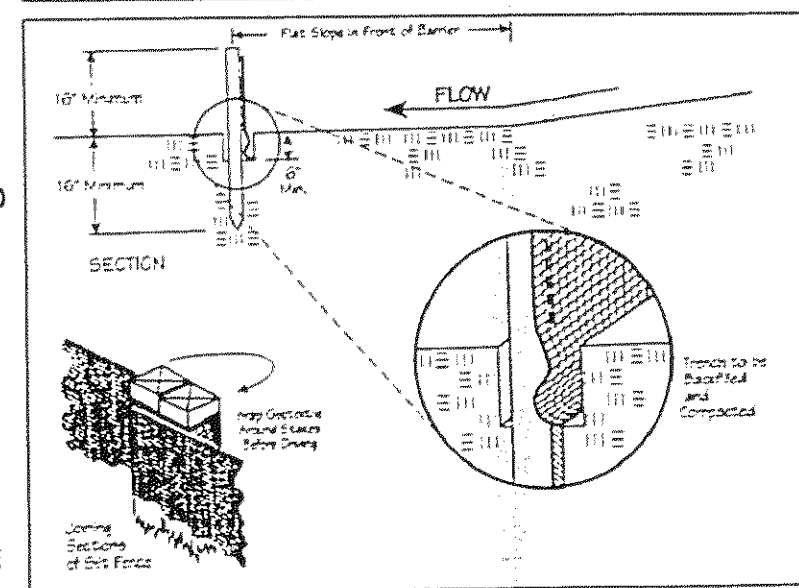 Flat Slope in Front of Barrier
16" Minimum
FLOW
6"
Min.
16" Minimum
SECTION
Trench to be
Backfilled
and
Compacted
Wrap Geotextile
Around Stakes
Before Driving
Joining
Sections
of Silt Fence